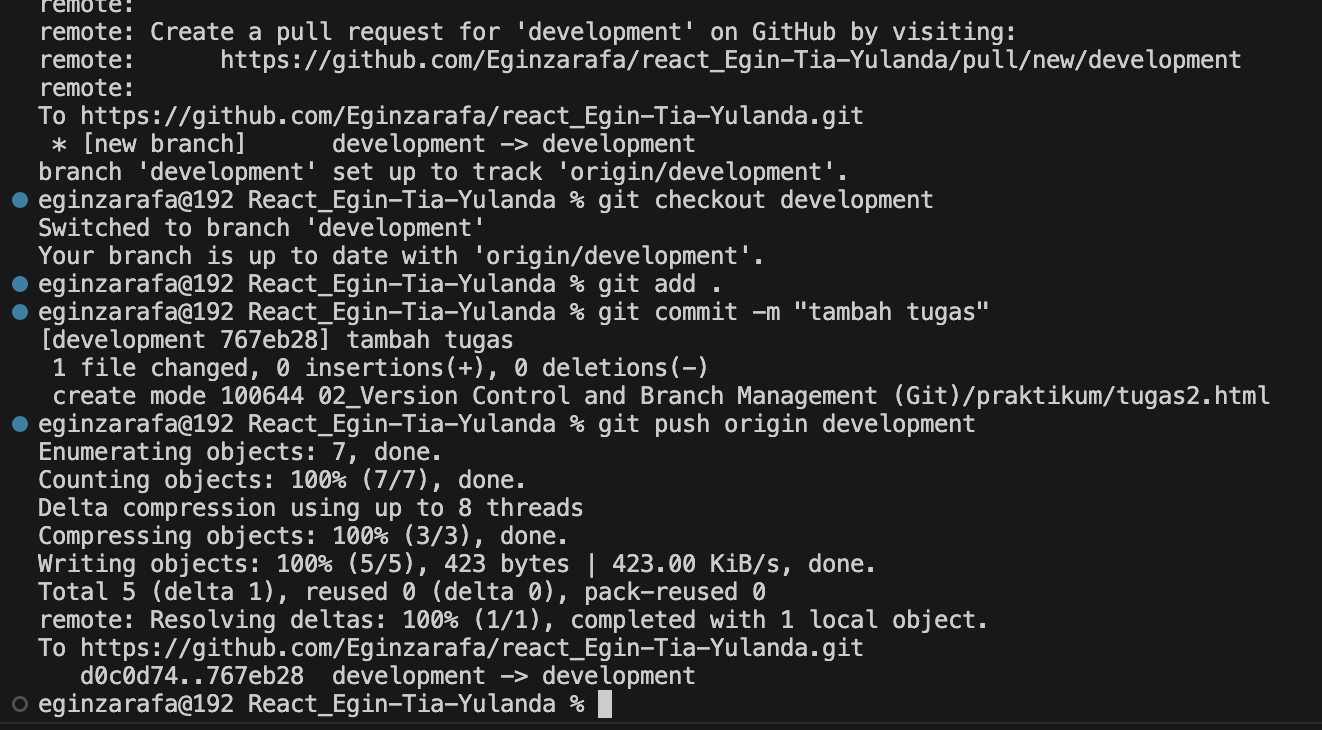 remote:
remote: Create a pull request for 'development' on GitHub by visiting:
remote:      https://github.com/Eginzarafa/react_Egin-Tia-Yulanda/pull/new/development
remote:
To https://github.com/Eginzarafa/react_Egin-Tia-Yulanda.git
 * [new branch]      development -> development
branch 'development' set up to track 'origin/development'.
eginzarafa@192 React_Egin-Tia-Yulanda % git checkout development
Switched to branch 'development'
Your branch is up to date with 'origin/development'.
eginzarafa@192 React_Egin-Tia-Yulanda % git add .
eginzarafa@192 React_Egin-Tia-Yulanda % git commit -m "tambah tugas"
[development 767eb28] tambah tugas
 1 file changed, 0 insertions(+), 0 deletions(-)
 create mode 100644 02_Version Control and Branch Management (Git)/praktikum/tugas2.html
eginzarafa@192 React_Egin-Tia-Yulanda % git push origin development
Enumerating objects: 7, done.
Counting objects: 100% (7/7), done.
Delta compression using up to 8 threads
Compressing objects: 100% (3/3), done.
Writing objects: 100% (5/5), 423 bytes | 423.00 KiB/s, done.
Total 5 (delta 1), reused 0 (delta 0), pack-reused 0
remote: Resolving deltas: 100% (1/1), completed with 1 local object.
To https://github.com/Eginzarafa/react_Egin-Tia-Yulanda.git
   d0c0d74..767eb28  development -> development
eginzarafa@192 React_Egin-Tia-Yulanda %